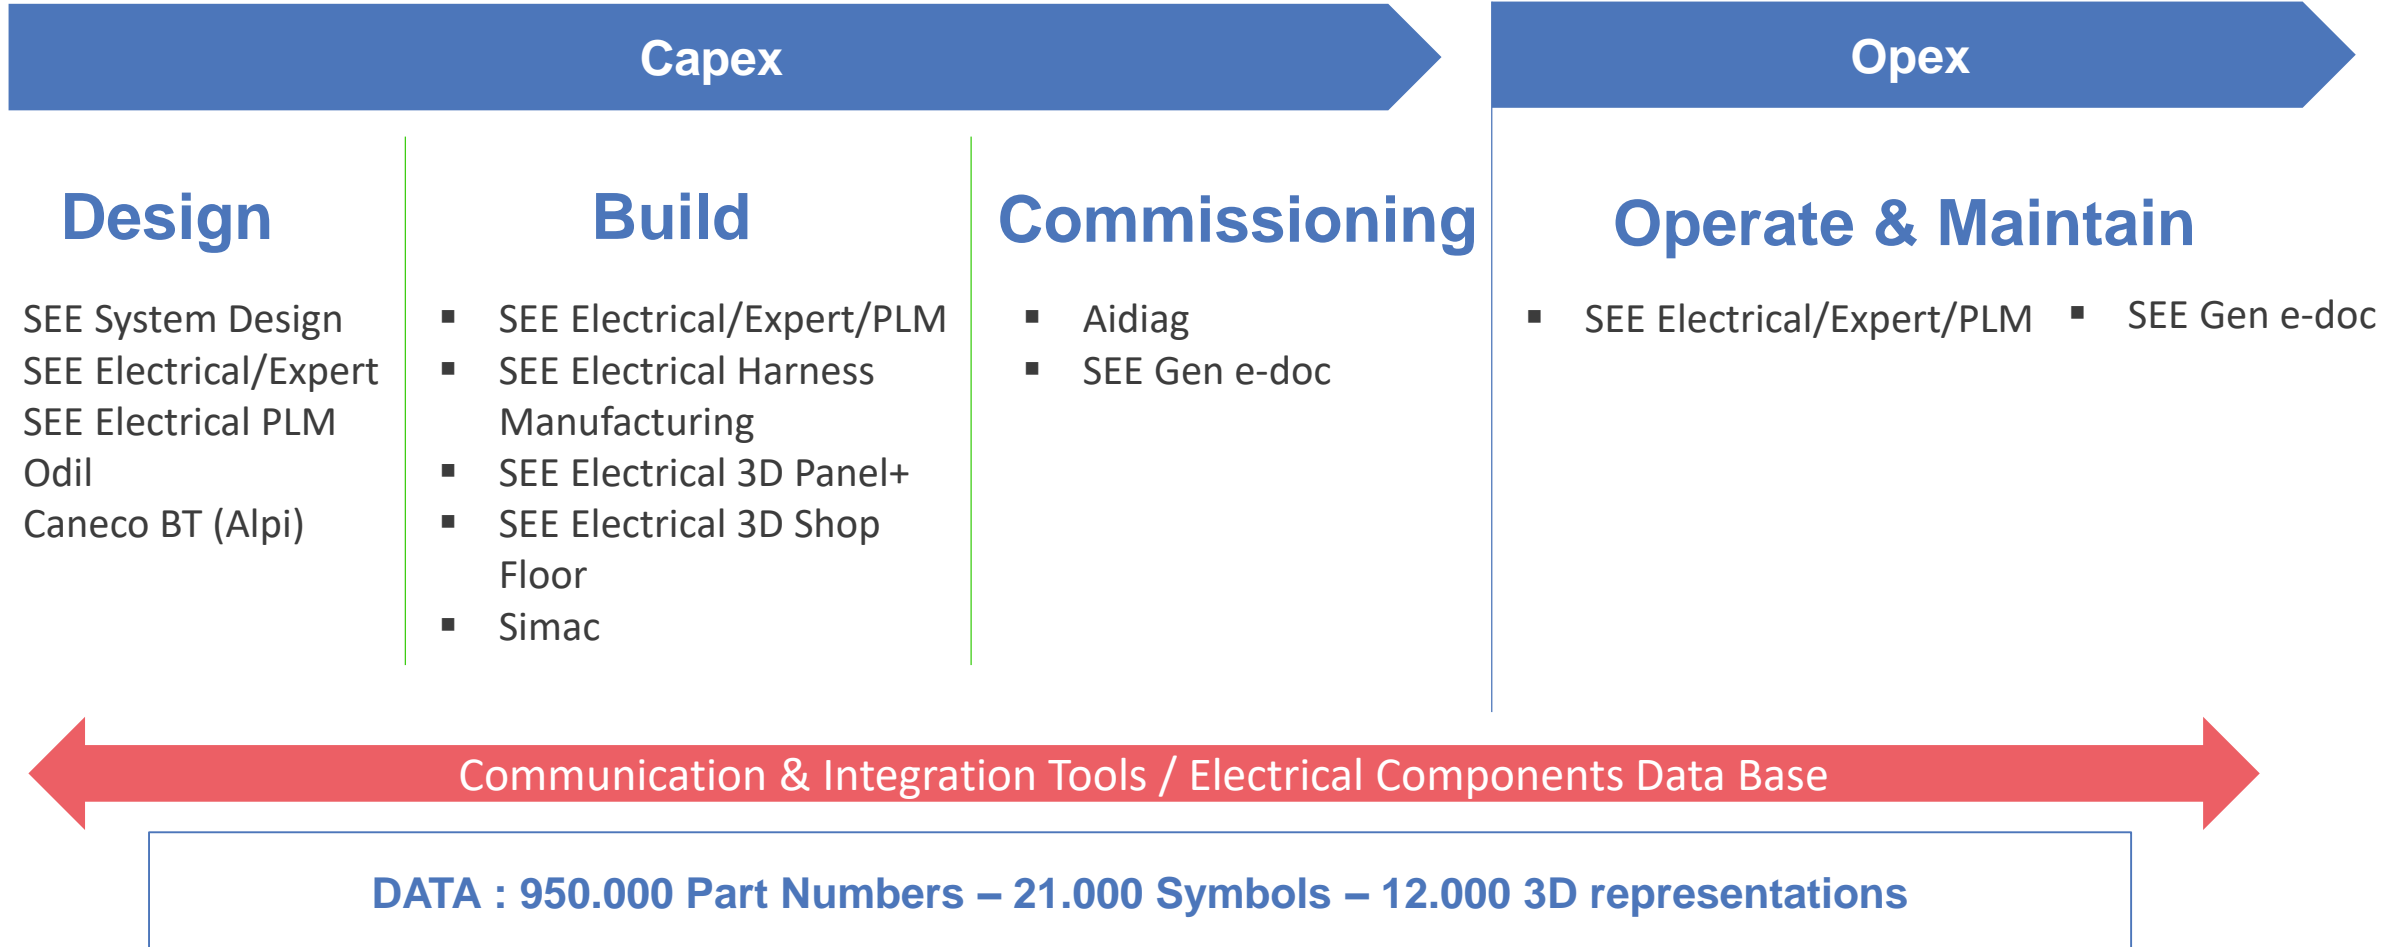 Capex
Opex
Design
SEE System Design
SEE Electrical/Expert
SEE Electrical PLM
Odil
Caneco BT (Alpi)
Build
▪ SEE Electrical/Expert/PLM
▪ SEE Electrical Harness
Manufacturing
▪ SEE Electrical 3D Panel+
▪ SEE Electrical 3D Shop
Floor
▪ Simac
Commissioning
▪ Aidiag
▪ SEE Gen e-doc
Operate & Maintain
▪ SEE Electrical/Expert/PLM
▪ SEE Gen e-doc
Communication & Integration Tools / Electrical Components Data Base
DATA : 950.000 Part Numbers – 21.000 Symbols – 12.000 3D representations